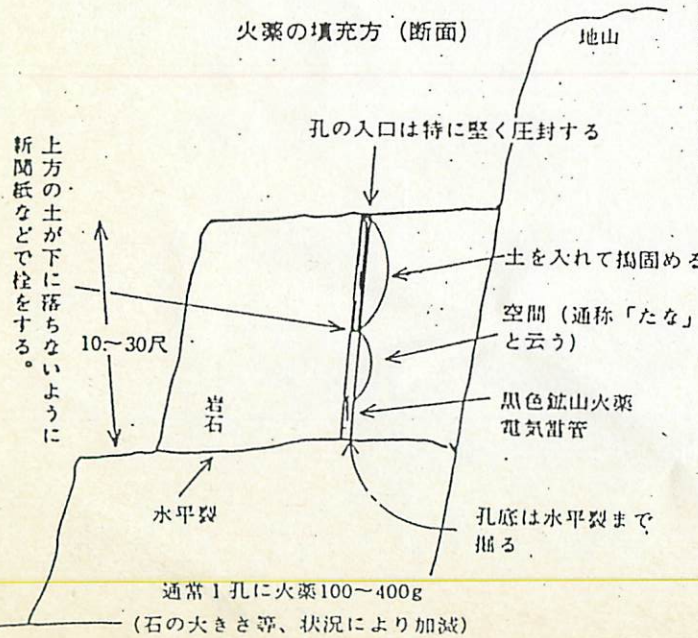 火薬の填充方(断面)
地山
孔の入口は特に堅く圧封する
上方の土が下に落ちないように
新聞紙などで栓をする。
土を入れて搗固める
10〜30尺
空間(通称「たな」
と云う)
岩石
黒色鉱山火薬
電気雷管
水平裂
孔底は水平裂まで
掘る
通常1孔に火薬100〜400g
(石の大きさ等、状況により加減)